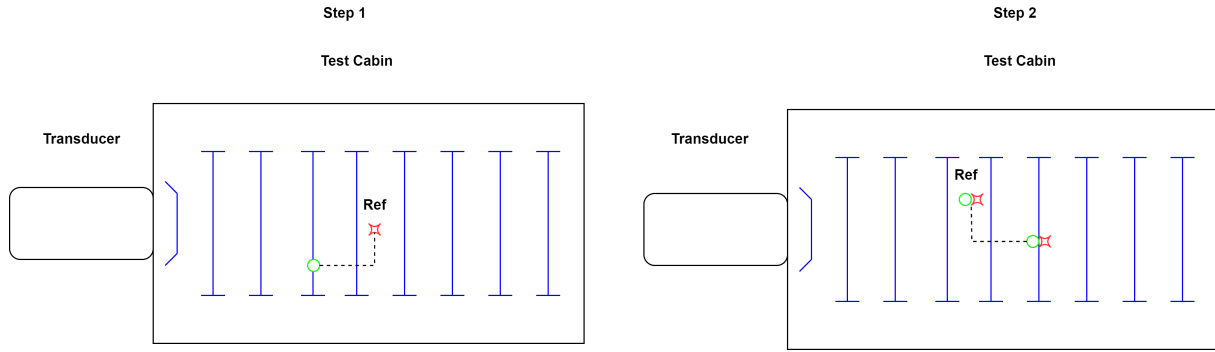 Step 1
Test Cabin
Transducer
Ref
Step 2
Test Cabin
Transducer
Ref